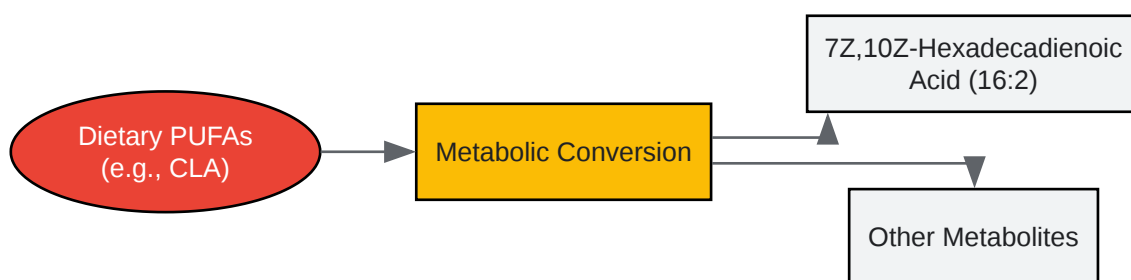 Dietary PUFAs
(e.g., CLA)
Metabolic Conversion
7Z,10Z-Hexadecadienoic
Acid (16:2)
Other Metabolites